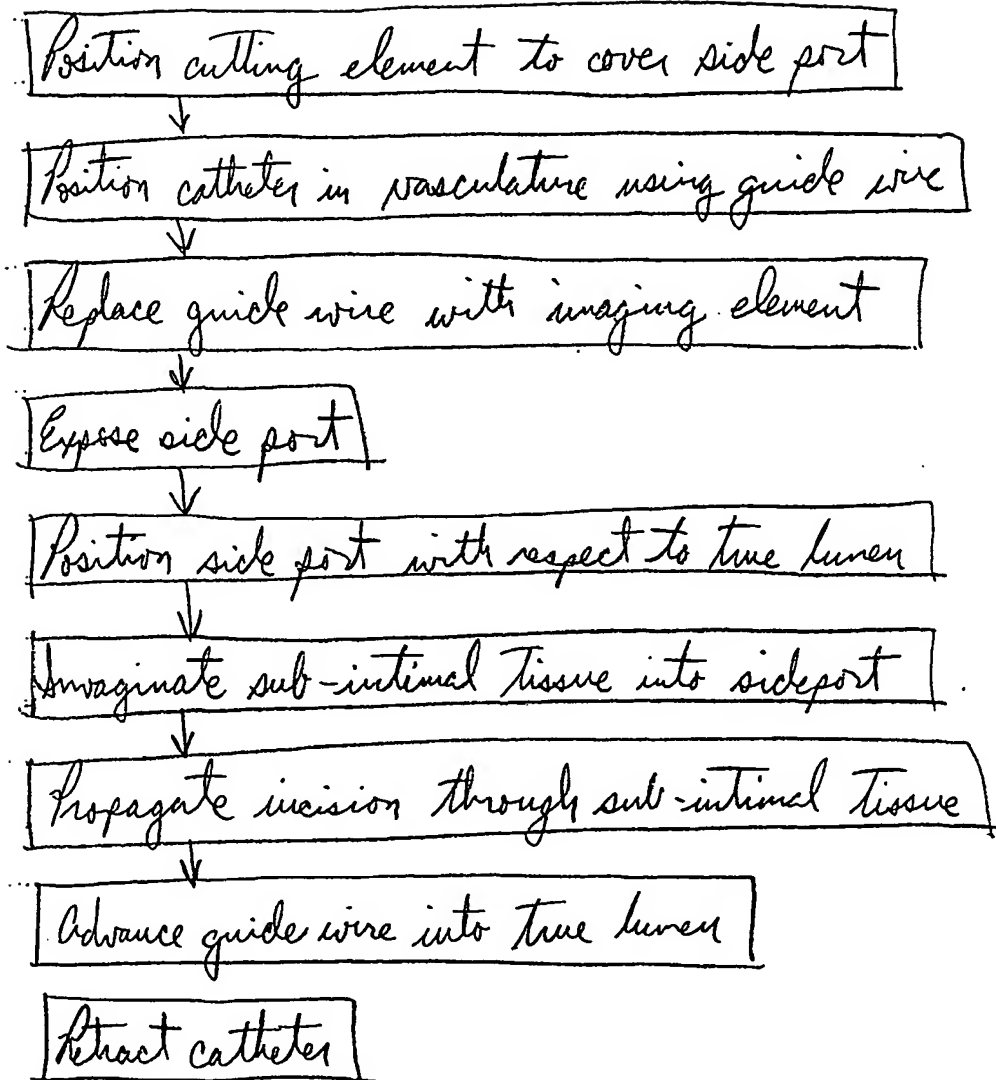 Position cutting element to cover side port
Position catheter in vasculature using guide wire
Replace guide wire with imaging element
Expose side port
Position side port with respect to true lumen
Invaginate sub-intimal tissue into sideport
Propagate incision through sub-intimal tissue
Advance guide wire into true lumen
Retract catheter